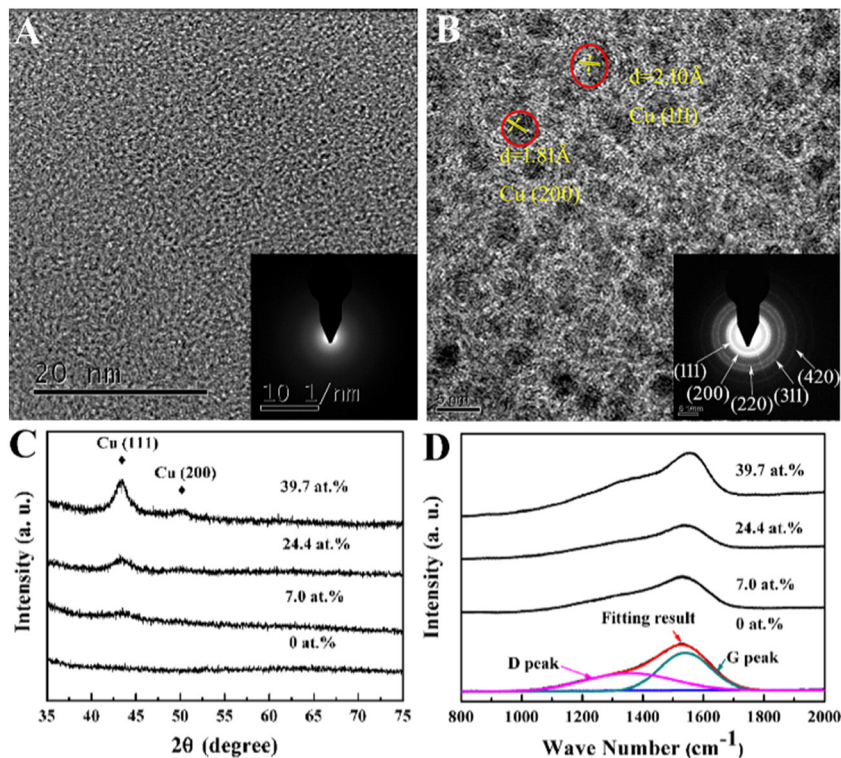 A
20 nm
10 1/nm
B
d=2.10Å
Cu (111)
d=1.81Å
Cu (200)
5 nm
(111)
(200)
(220)
(311)
(420)
C
Cu (111)
Cu (200)
39.7 at.%
24.4 at.%
7.0 at.%
0 at.%
Intensity (a. u.)
35 40 45 50 55 60 65 70 75
2θ (degree)
D
39.7 at.%
24.4 at.%
7.0 at.%
0 at.%
Fitting result
D peak
G peak
Intensity (a. u.)
800 1000 1200 1400 1600 1800 2000
Wave Number (cm-1)